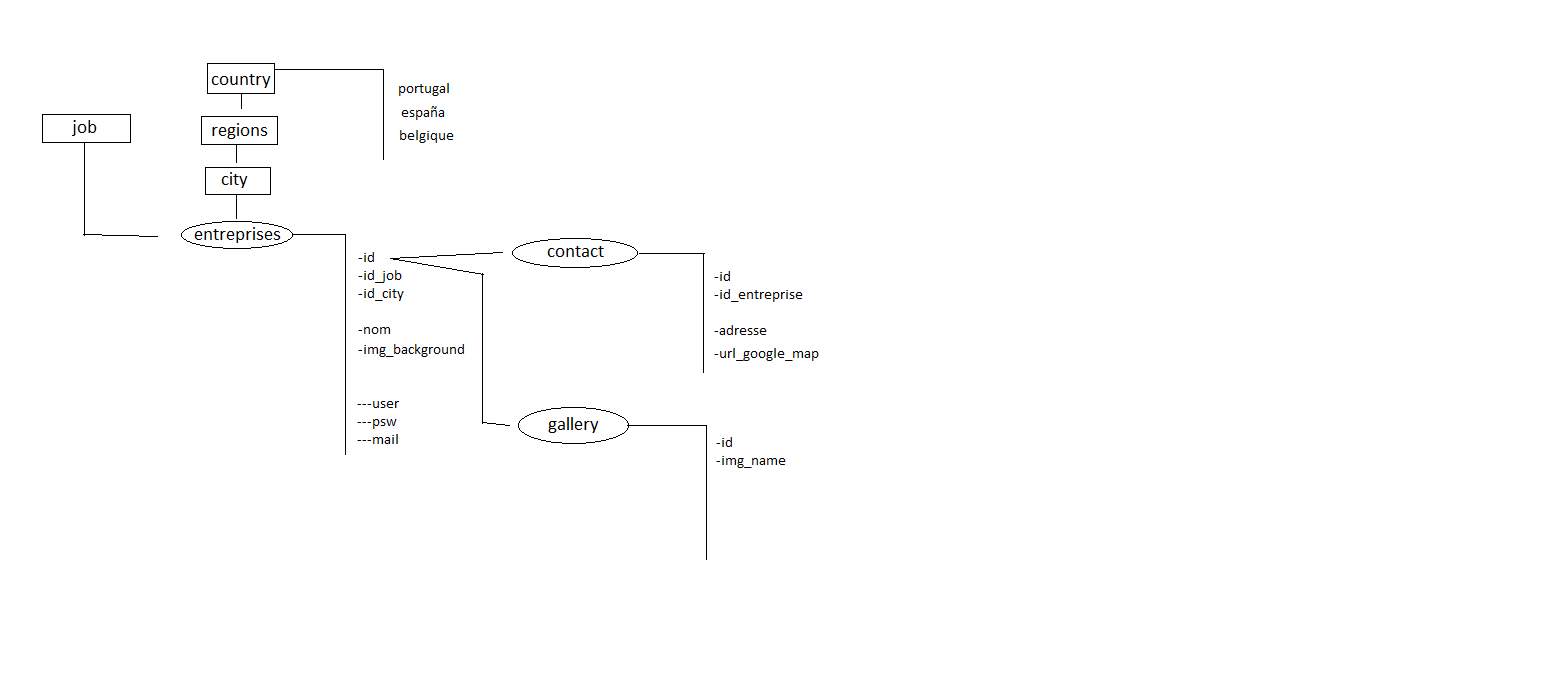 country
portugal
españa
belgique
job
regions
city
entreprises
-id
-id_job
-id_city
-nom
-img_background
---user
---psw
---mail
contact
-id
-id_entreprise
-adresse
-url_google_map
gallery
-id
-img_name